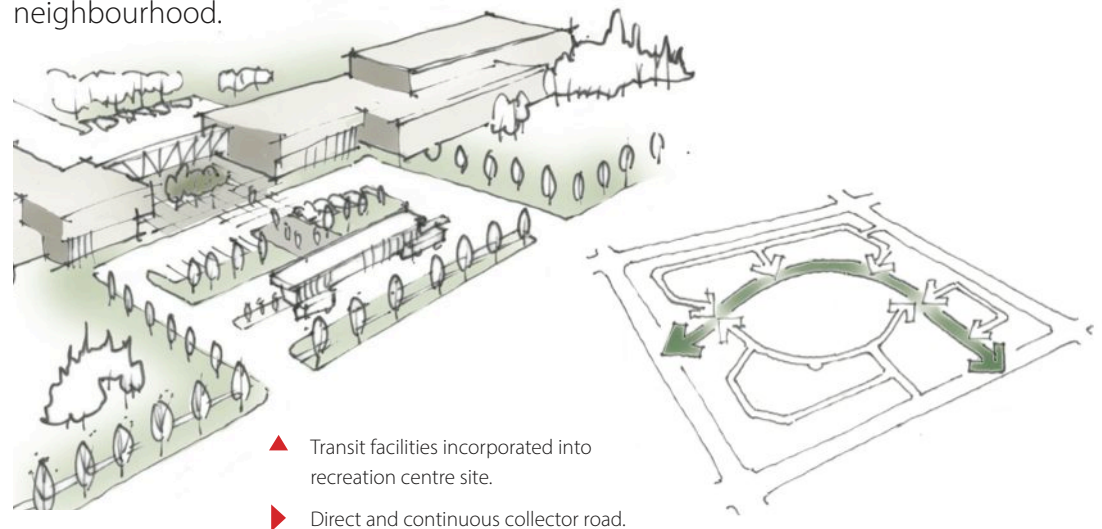 neighbourhood.
Transit facilities incorporated into
recreation centre site.
Direct and continuous collector road.